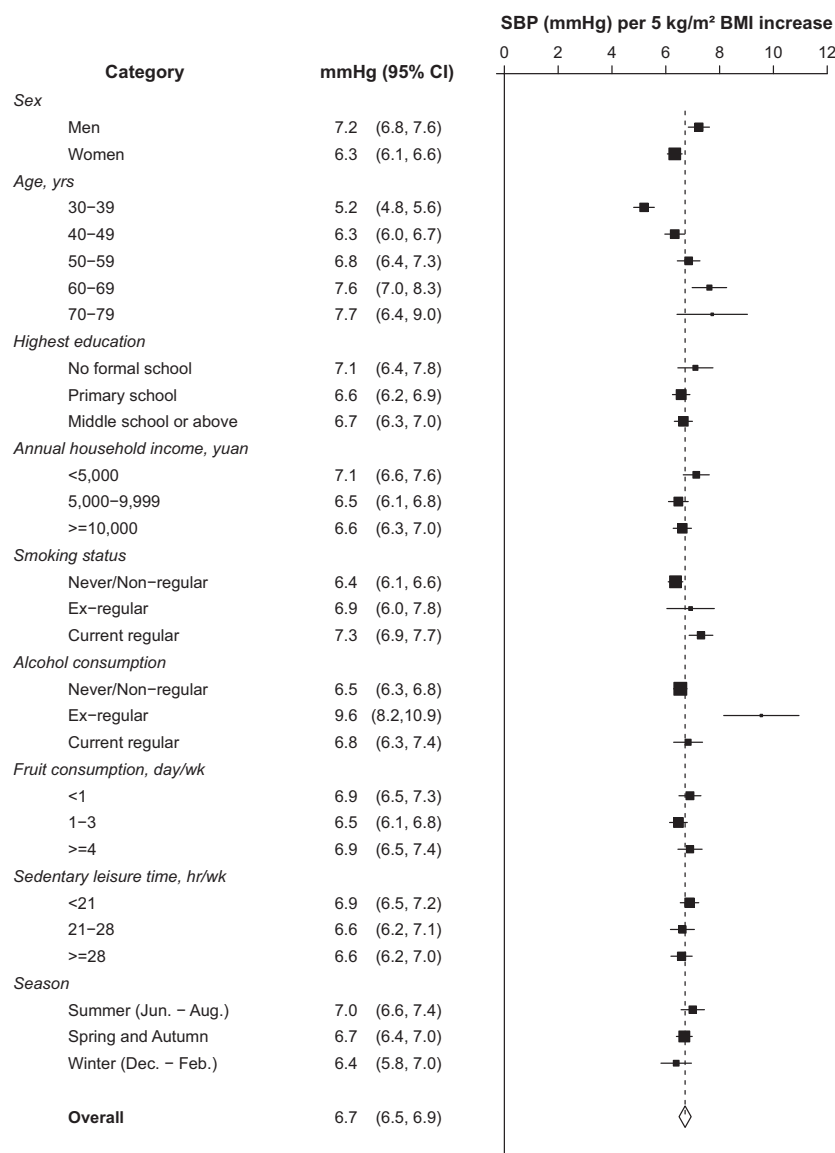 SBP (mmHg) per 5 kg/m² BMI increase
0 2 4 6 8 10 12
Category mmHg (95% CI)
Sex
Men 7.2 (6.8, 7.6)
Women 6.3 (6.1, 6.6)
Age, yrs
30−39 5.2 (4.8, 5.6)
40−49 6.3 (6.0, 6.7)
50−59 6.8 (6.4, 7.3)
60−69 7.6 (7.0, 8.3)
70−79 7.7 (6.4, 9.0)
Highest education
No formal school 7.1 (6.4, 7.8)
Primary school 6.6 (6.2, 6.9)
Middle school or above 6.7 (6.3, 7.0)
Annual household income, yuan
<5,000 7.1 (6.6, 7.6)
5,000−9,999 6.5 (6.1, 6.8)
>=10,000 6.6 (6.3, 7.0)
Smoking status
Never/Non−regular 6.4 (6.1, 6.6)
Ex−regular 6.9 (6.0, 7.8)
Current regular 7.3 (6.9, 7.7)
Alcohol consumption
Never/Non−regular 6.5 (6.3, 6.8)
Ex−regular 9.6 (8.2,10.9)
Current regular 6.8 (6.3, 7.4)
Fruit consumption, day/wk
<1 6.9 (6.5, 7.3)
1−3 6.5 (6.1, 6.8)
>=4 6.9 (6.5, 7.4)
Sedentary leisure time, hr/wk
<21 6.9 (6.5, 7.2)
21−28 6.6 (6.2, 7.1)
>=28 6.6 (6.2, 7.0)
Season
Summer (Jun. − Aug.) 7.0 (6.6, 7.4)
Spring and Autumn 6.7 (6.4, 7.0)
Winter (Dec. − Feb.) 6.4 (5.8, 7.0)
Overall 6.7 (6.5, 6.9)